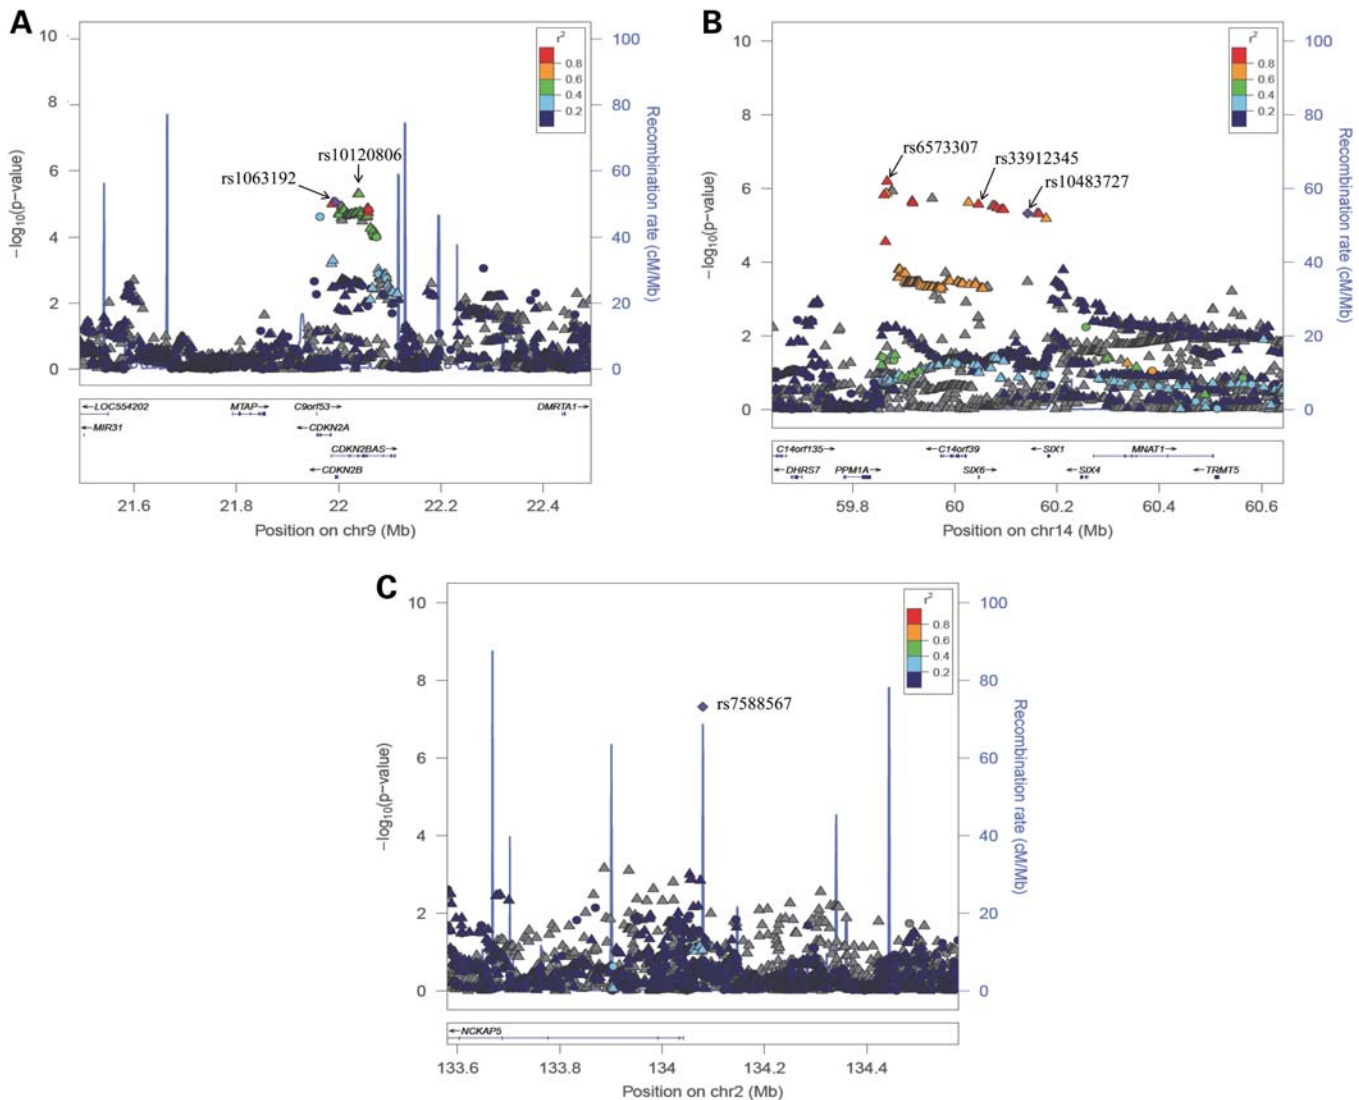 A
10
8
6
4
2
0
−log10(p-value)
100
80
60
40
20
0
Recombination rate (cM/Mb)
r2
0.8
0.6
0.4
0.2
rs10120806
rs1063192
LOC554202
MTAP
C9orf53
DMRTA1
MIR31
CDKN2A
CDKN2BAS
CDKN2B
21.6 21.8 22 22.2 22.4
Position on chr9 (Mb)
B
10
8
6
4
2
0
−log10(p-value)
100
80
60
40
20
0
Recombination rate (cM/Mb)
r2
0.8
0.6
0.4
0.2
rs6573307
rs33912345
rs10483727
C14orf135
C14orf39
SIX1
MNAT1
DHRS7
PPM1A
SIX6
SIX4
TRMT5
59.8 60 60.2 60.4 60.6
Position on chr14 (Mb)
C
10
8
6
4
2
0
−log10(p-value)
100
80
60
40
20
0
Recombination rate (cM/Mb)
r2
0.8
0.6
0.4
0.2
rs7588567
NCKAP5
133.6 133.8 134 134.2 134.4
Position on chr2 (Mb)